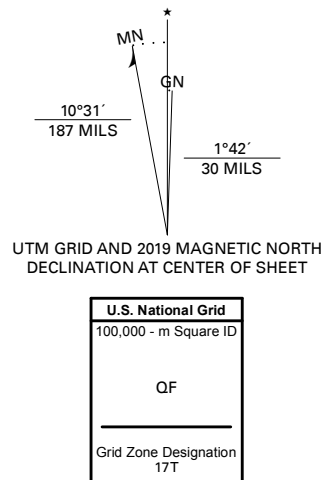 ★
MN
GN
10°31´
187 MILS
1°42´
30 MILS
UTM GRID AND 2019 MAGNETIC NORTH
DECLINATION AT CENTER OF SHEET
U.S. National Grid
100,000 - m Square ID
QF
Grid Zone Designation
17T